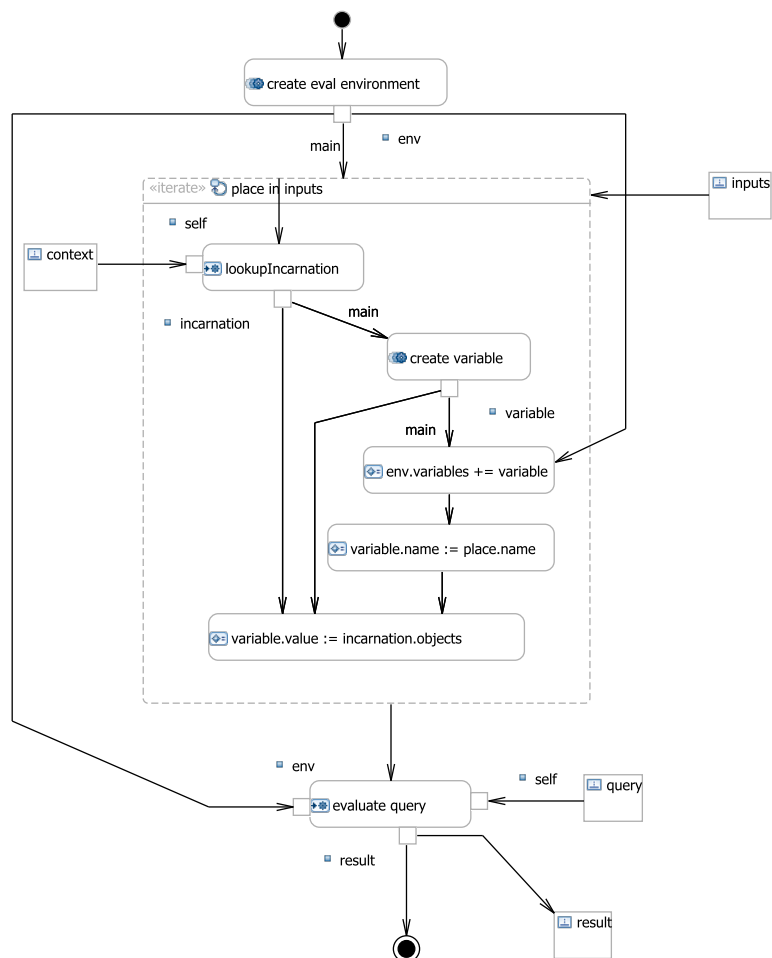 create eval environment
env
main
«iterate» place in inputs
inputs
self
context
lookupIncarnation
main
incarnation
create variable
variable
main
env.variables += variable
variable.name := place.name
variable.value := incarnation.objects
env
self
query
evaluate query
result
result